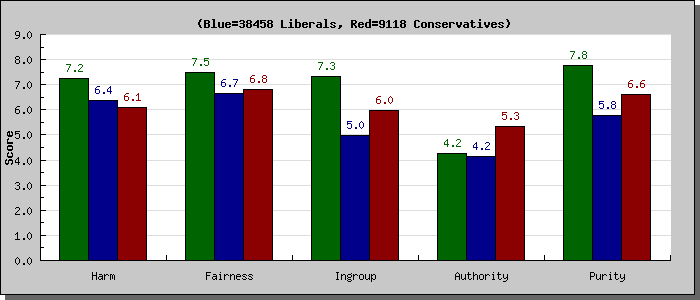 (Blue=38458 Liberals, Red=9118 Conservatives)
9.0
8.0
7.0
6.0
5.0
4.0
3.0
2.0
1.0
0.0
Score
7.2 6.4 6.1
7.5 6.7 6.8
7.3 5.0 6.0
4.2 4.2 5.3
7.8 5.8 6.6
Harm Fairness Ingroup Authority Purity